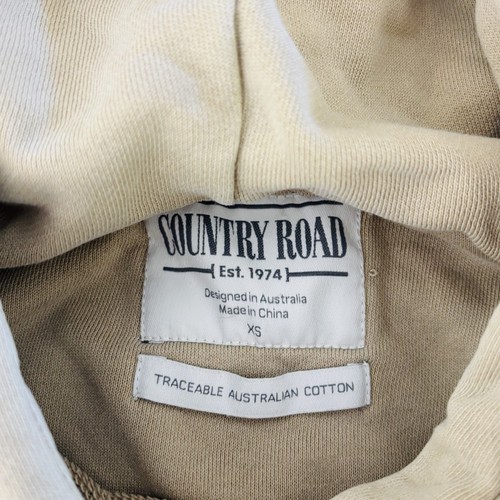 COUNTRY ROAD
Est. 1974
Designed in Australia
Made in China
XS
TRACEABLE AUSTRALIAN COTTON